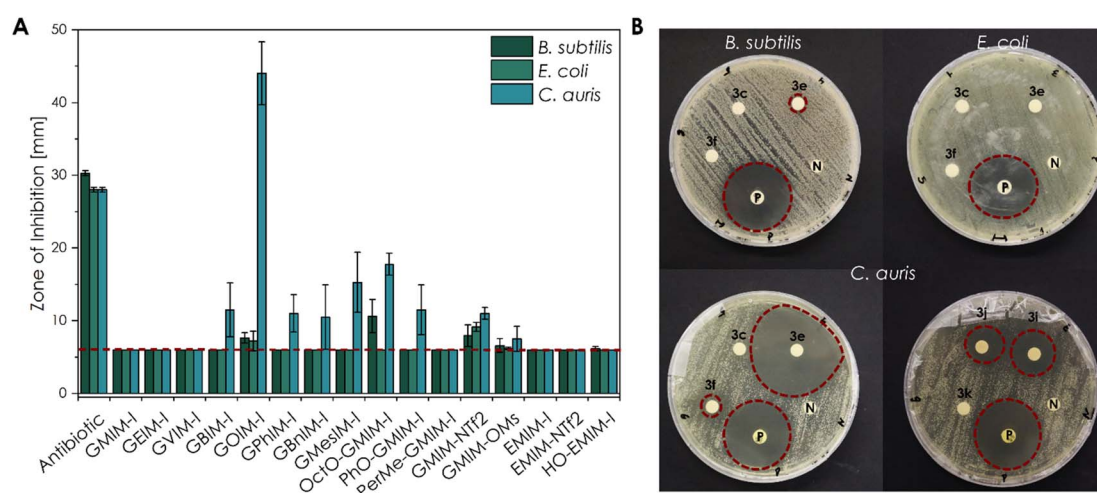 A
B
50
40
30
20
10
0
Zone of Inhibition [mm]
B. subtilis
E. coli
C. auris
Antibiotic
GMIM-I
GEIM-I
GVIM-I
GBIM-I
GOIM-I
GPhIM-I
GBnIM-I
GMesIM-I
OctO-GMIM-I
PhO-GMIM-I
PerMe-GMIM-I
GMIM-NTf2
GMIM-OMs
EMIM-I
EMIM-NTf2
HO-EMIM-I
B. subtilis
3c
3e
3f
N
P
E. coli
3c
3e
3f
N
P
C. auris
3c
3e
3f
N
P
3j
3j
3k
N
P